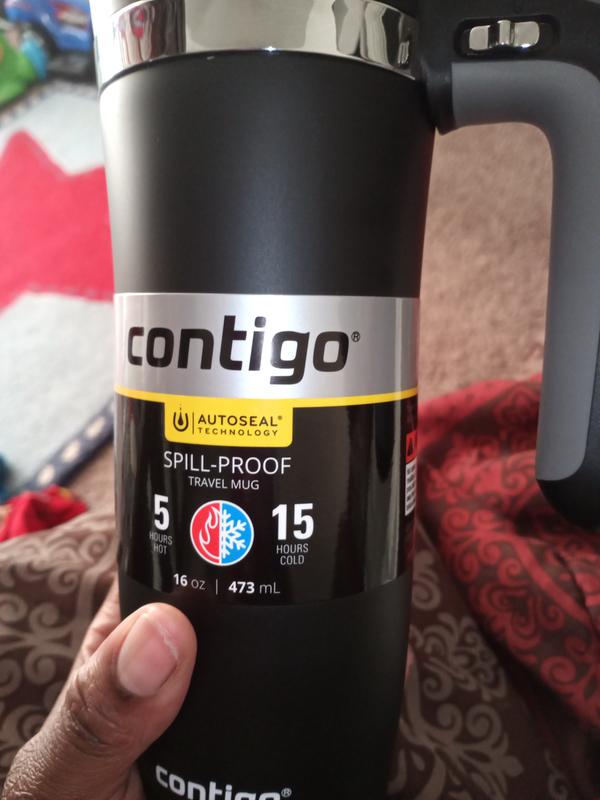 contigo®
AUTOSEAL®
TECHNOLOGY
SPILL-PROOF
TRAVEL MUG
5
HOURS
HOT
15
HOURS
COLD
16 oz | 473 mL
contigo®